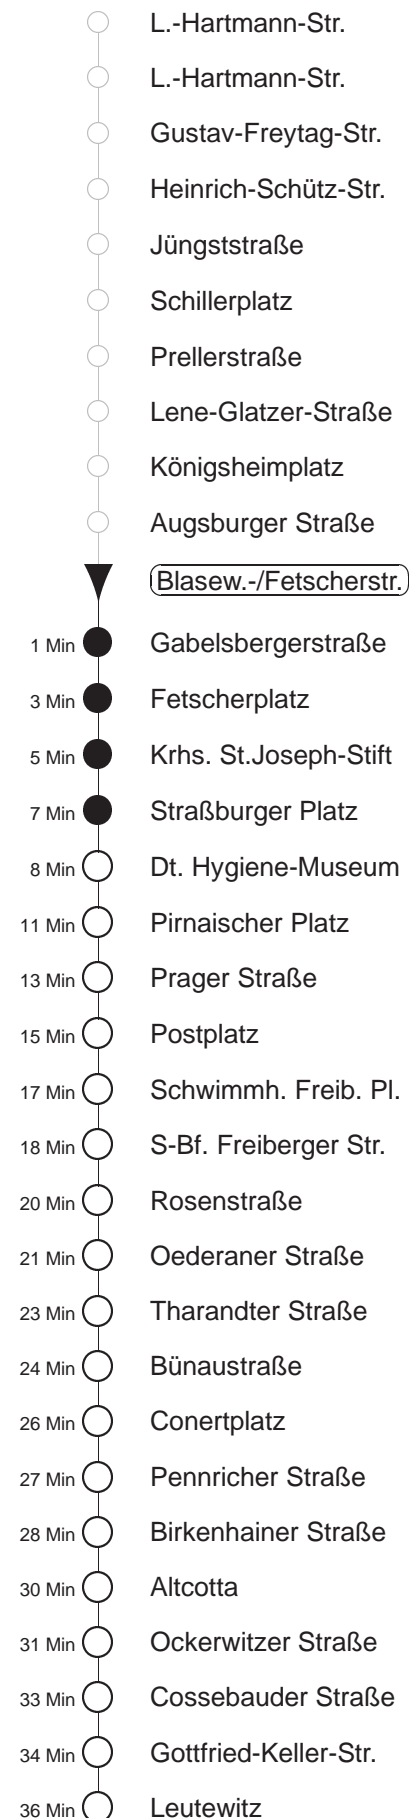 L.-Hartmann-Str.
L.-Hartmann-Str.
Gustav-Freytag-Str.
Heinrich-Schütz-Str.
Jüngststraße
Schillerplatz
Prellerstraße
Lene-Glatzer-Straße
Königsheimplatz
Augsburger Straße
Blasew.-/Fetscherstr.
1 Min Gabelsbergerstraße
3 Min Fetscherplatz
5 Min Krhs. St.Joseph-Stift
7 Min Straßburger Platz
8 Min Dt. Hygiene-Museum
11 Min Pirnaischer Platz
13 Min Prager Straße
15 Min Postplatz
17 Min Schwimmh. Freib. Pl.
18 Min S-Bf. Freiberger Str.
20 Min Rosenstraße
21 Min Oederaner Straße
23 Min Tharandter Straße
24 Min Bünaustraße
26 Min Conertplatz
27 Min Pennricher Straße
28 Min Birkenhainer Straße
30 Min Altcotta
31 Min Ockerwitzer Straße
33 Min Cossebauder Straße
34 Min Gottfried-Keller-Str.
36 Min Leutewitz